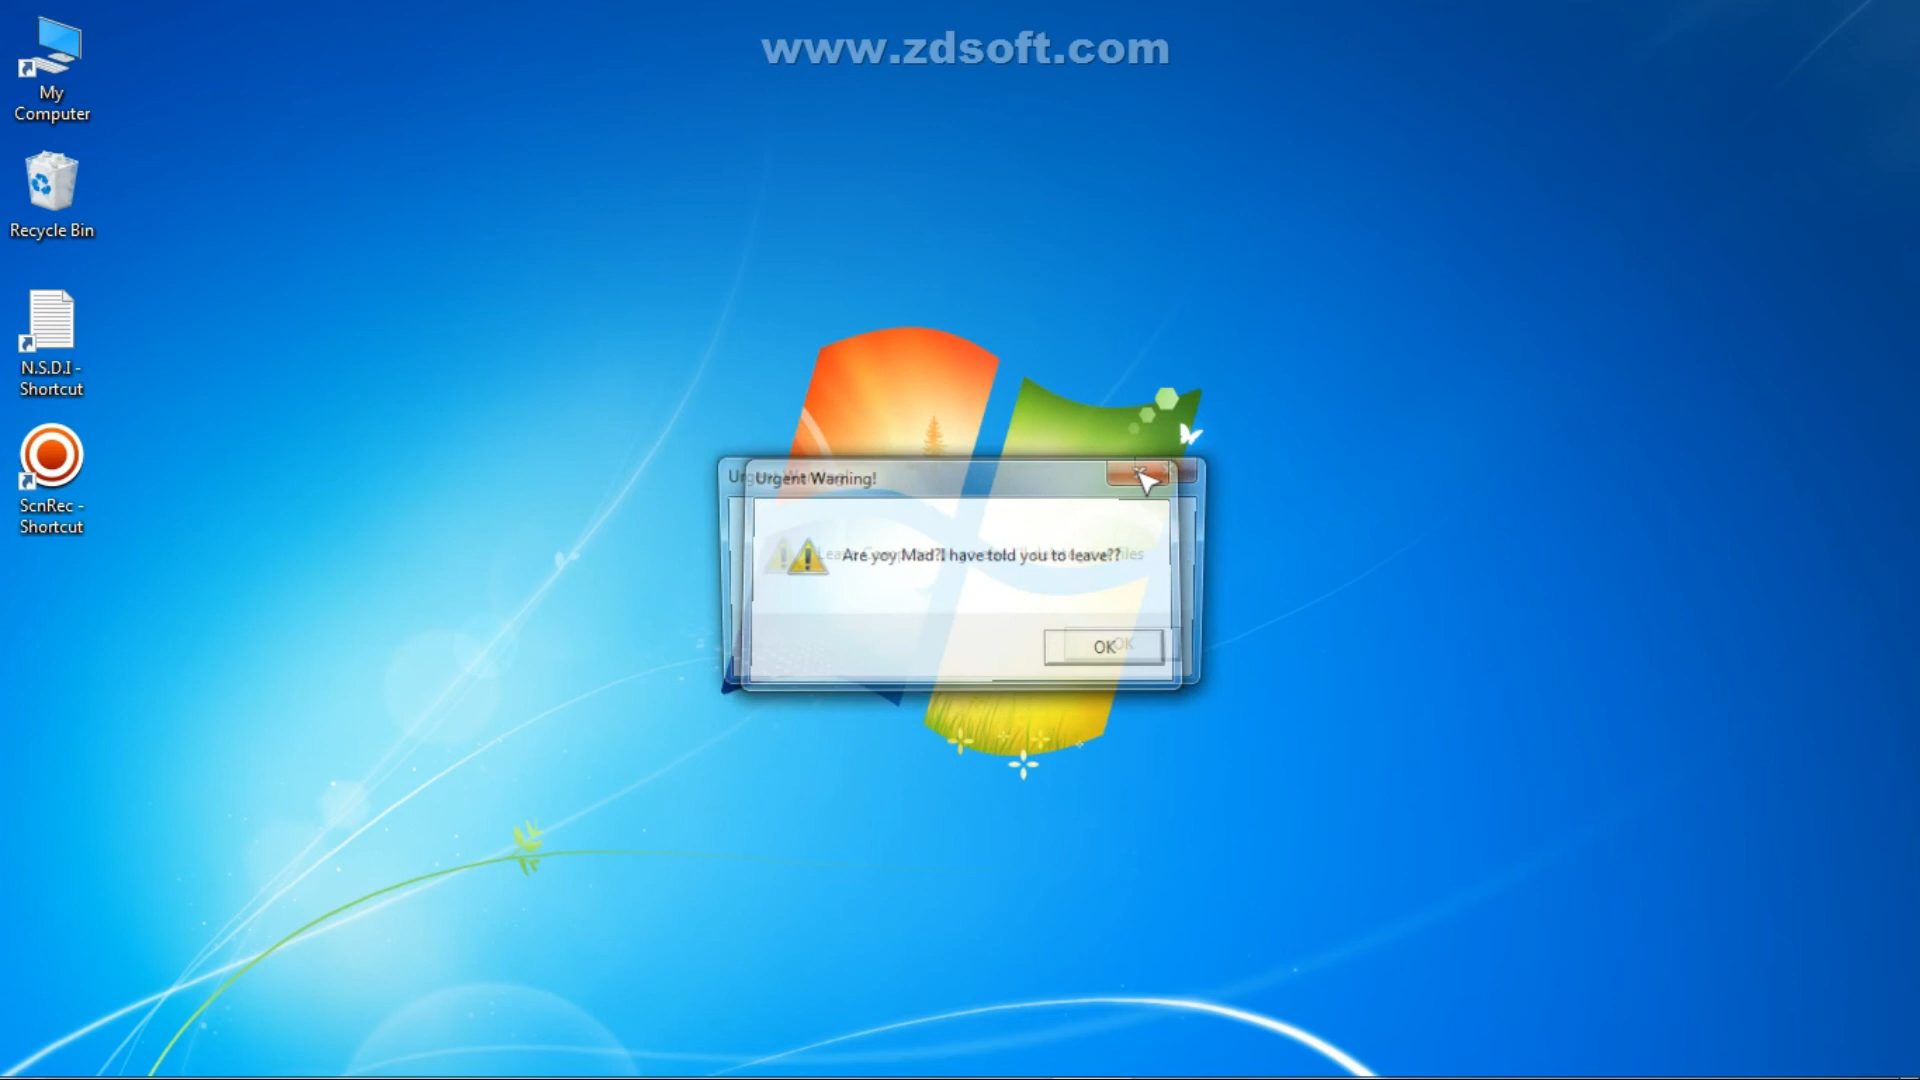 www.zdsoft.com
My
Computer
Recycle Bin
N.S.D.I -
Shortcut
ScnRec -
Shortcut
Urgent Warning!
Are yoy Mad?I have told you to leave??
OK
OK